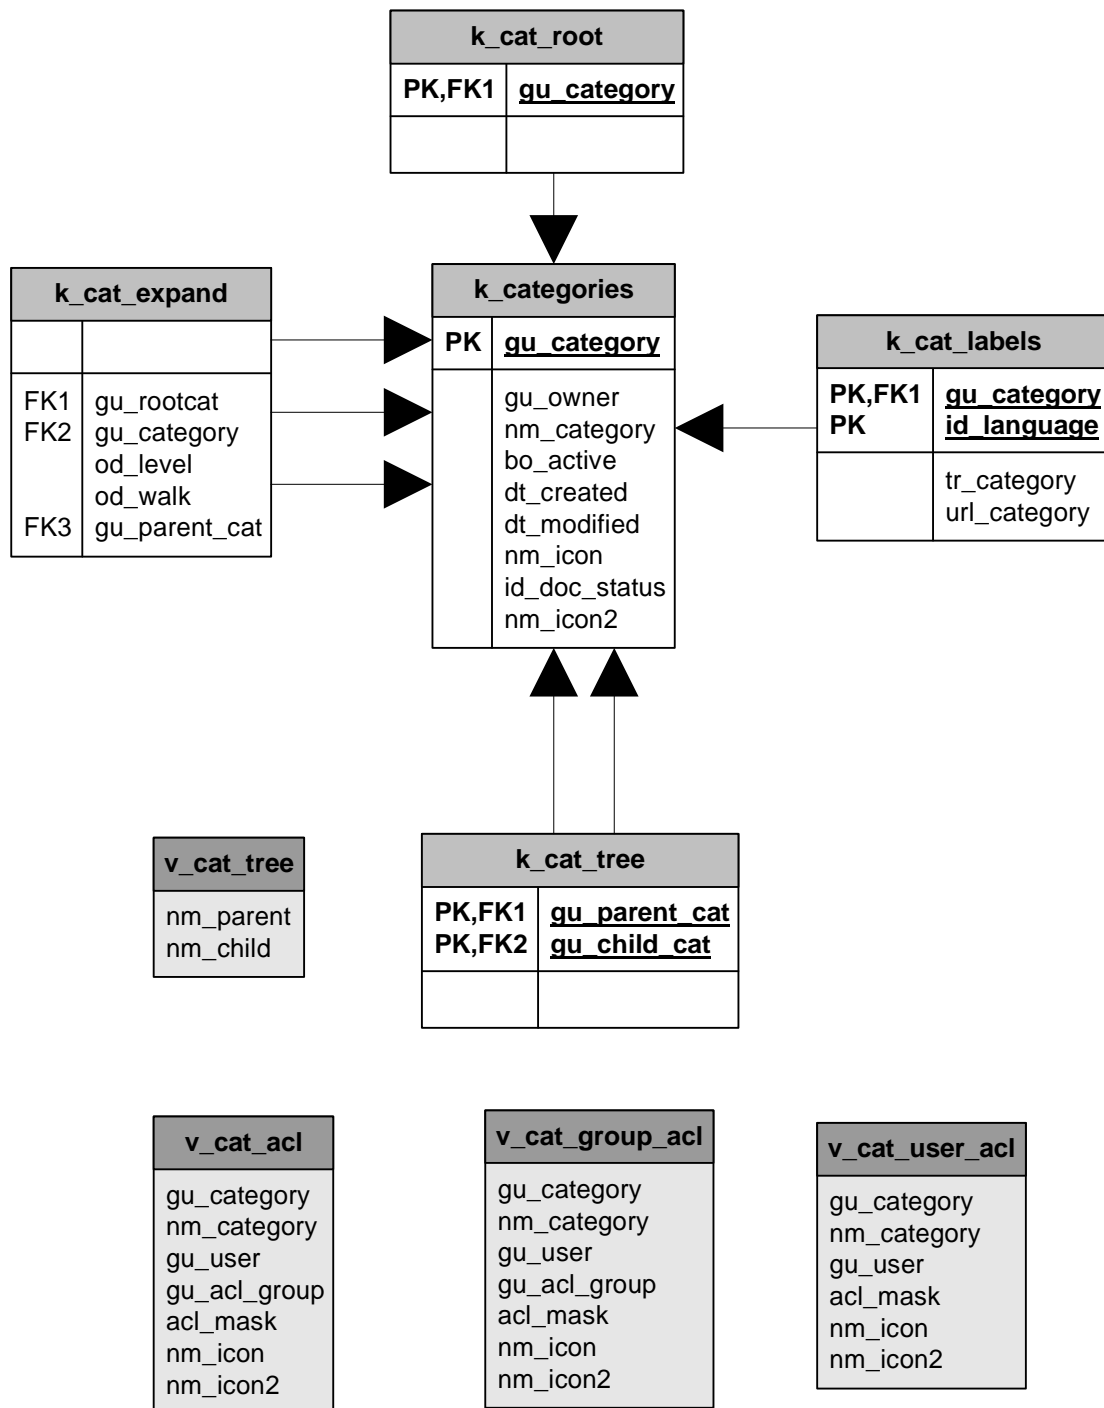 k_cat_root
PK,FK1 gu_category
k_cat_expand
FK1 gu_rootcat
FK2 gu_category
od_level
od_walk
FK3 gu_parent_cat
k_categories
PK gu_category
gu_owner
nm_category
bo_active
dt_created
dt_modified
nm_icon
id_doc_status
nm_icon2
k_cat_labels
PK,FK1 gu_category
PK id_language
tr_category
url_category
v_cat_tree
nm_parent
nm_child
k_cat_tree
PK,FK1 gu_parent_cat
PK,FK2 gu_child_cat
v_cat_acl
gu_category
nm_category
gu_user
gu_acl_group
acl_mask
nm_icon
nm_icon2
v_cat_group_acl
gu_category
nm_category
gu_user
gu_acl_group
acl_mask
nm_icon
nm_icon2
v_cat_user_acl
gu_category
nm_category
gu_user
acl_mask
nm_icon
nm_icon2